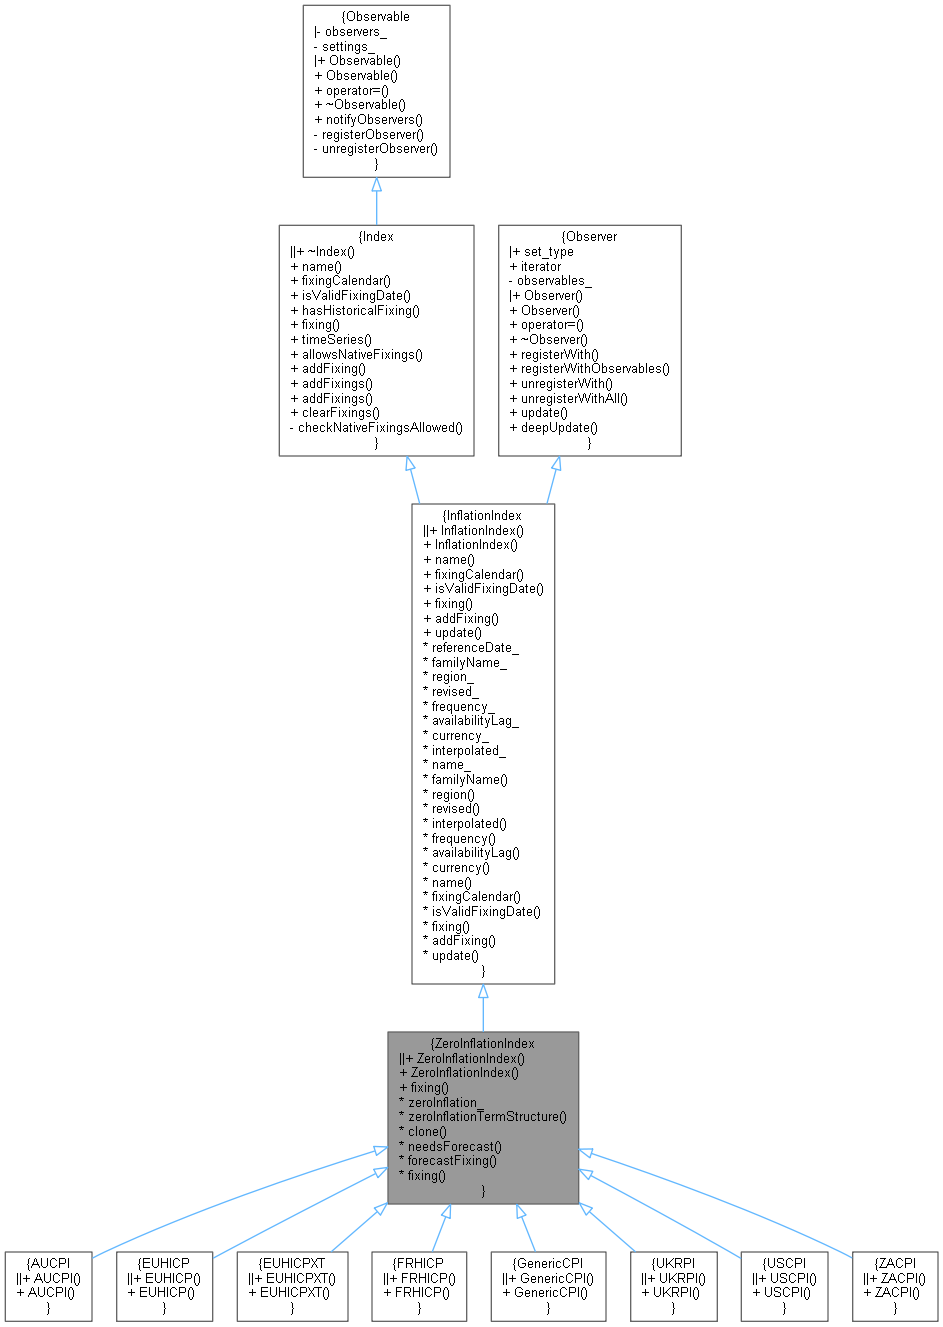 {Observable
|- observers_
- settings_
|+ Observable()
+ Observable()
+ operator=()
+ ~Observable()
+ notifyObservers()
- registerObserver()
- unregisterObserver()
}
{Index
||+ ~Index()
+ name()
+ fixingCalendar()
+ isValidFixingDate()
+ hasHistoricalFixing()
+ fixing()
+ timeSeries()
+ allowsNativeFixings()
+ addFixing()
+ addFixings()
+ addFixings()
+ clearFixings()
- checkNativeFixingsAllowed()
}
{Observer
|+ set_type
+ iterator
- observables_
|+ Observer()
+ Observer()
+ operator=()
+ ~Observer()
+ registerWith()
+ registerWithObservables()
+ unregisterWith()
+ unregisterWithAll()
+ update()
+ deepUpdate()
}
{InflationIndex
||+ InflationIndex()
+ InflationIndex()
+ name()
+ fixingCalendar()
+ isValidFixingDate()
+ fixing()
+ addFixing()
+ update()
* referenceDate_
* familyName_
* region_
* revised_
* frequency_
* availabilityLag_
* currency_
* interpolated_
* name_
* familyName()
* region()
* revised()
* interpolated()
* frequency()
* availabilityLag()
* currency()
* name()
* fixingCalendar()
* isValidFixingDate()
* fixing()
* addFixing()
* update()
}
{ZeroInflationIndex
||+ ZeroInflationIndex()
+ ZeroInflationIndex()
+ fixing()
* zeroInflation_
* zeroInflationTermStructure()
* clone()
* needsForecast()
* forecastFixing()
* fixing()
}
{AUCPI
||+ AUCPI()
+ AUCPI()
}
{EUHICP
||+ EUHICP()
+ EUHICP()
}
{EUHICPXT
||+ EUHICPXT()
+ EUHICPXT()
}
{FRHICP
||+ FRHICP()
+ FRHICP()
}
{GenericCPI
||+ GenericCPI()
+ GenericCPI()
}
{UKRPI
||+ UKRPI()
+ UKRPI()
}
{USCPI
||+ USCPI()
+ USCPI()
}
{ZACPI
||+ ZACPI()
+ ZACPI()
}